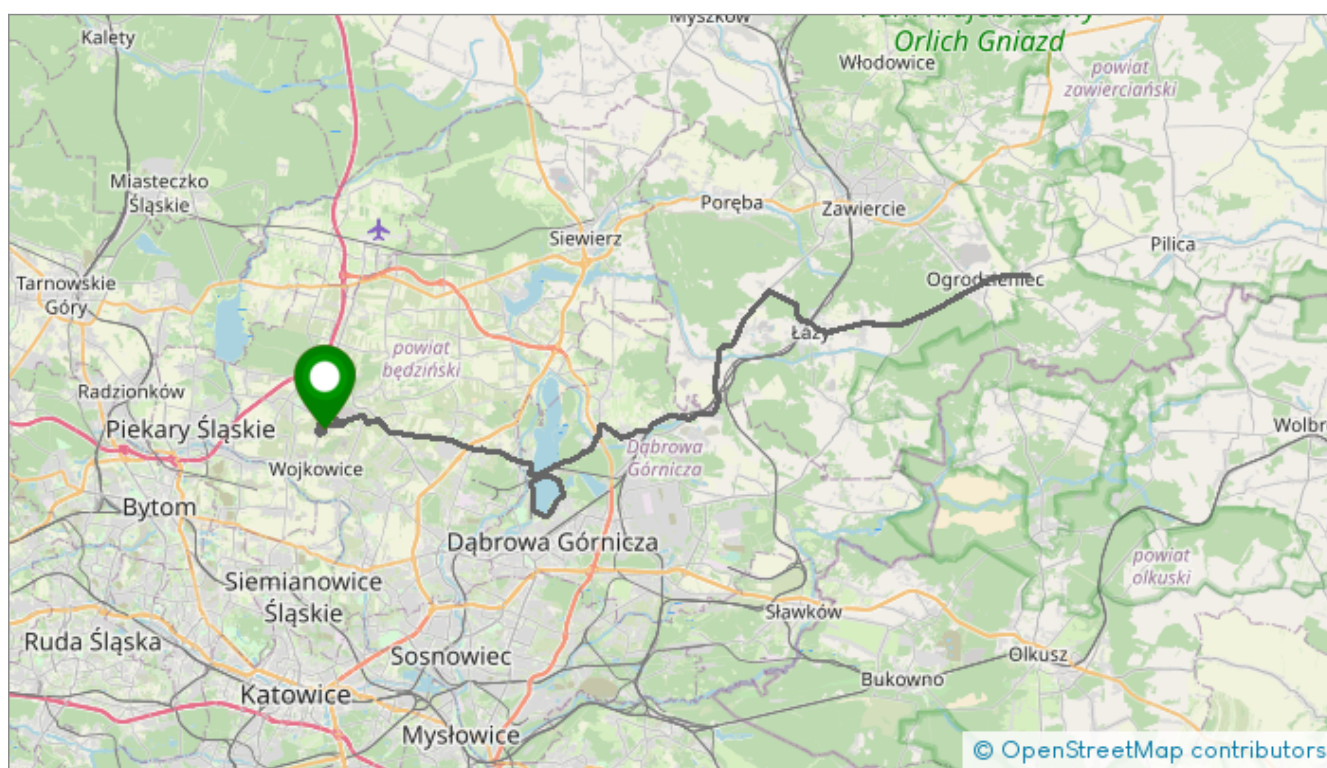 Myszków
Kalety
Park Krajobrazowy
Orlich Gniazd
Włodowice
powiat
zawierciański
Miasteczko
Śląskie
Poręba
Zawiercie
Siewierz
Pilica
Tarnowskie
Góry
Ogrodzieniec
Łazy
powiat
będziński
Radzionków
Piekary Śląskie
Wolbr
Dąbrowa
Górnicza
Wojkowice
Bytom
Dąbrowa Górnicza
powiat
olkuski
Siemianowice
Śląskie
Sławków
Ruda Śląska
Sosnowiec
Olkusz
Katowice
Bukowno
Mysłowice
© OpenStreetMap contributors